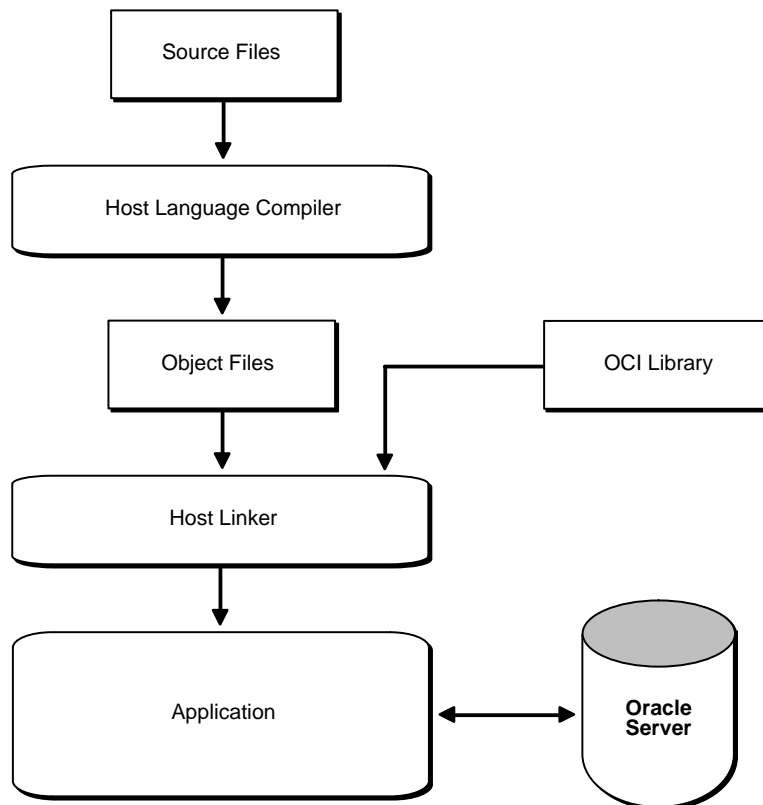 Source Files
Host Language Compiler
Object Files
OCI Library
Host Linker
Application
Oracle
Server